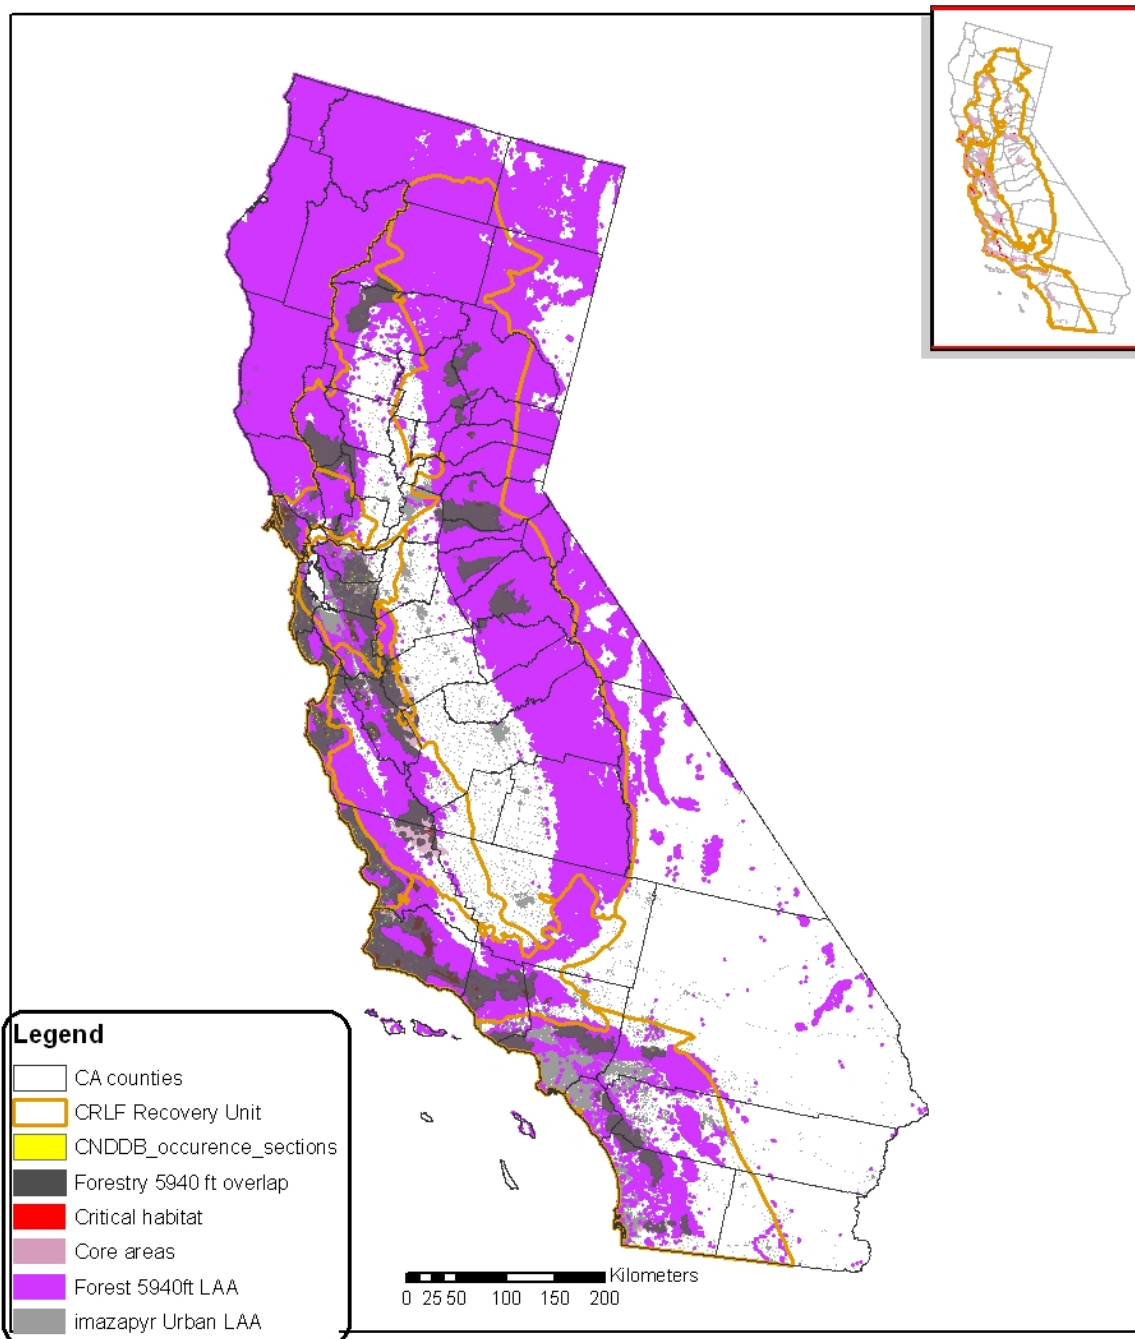 Legend
CA counties
CRLF Recovery Unit
CNDDB_occurence_sections
Forestry 5940 ft overlap
Critical habitat
Core areas
Forest 5940ft LAA
imazapyr Urban LAA
Kilometers
0 25 50 100 150 200